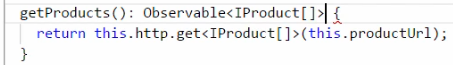 getProducts(): Observable<IProduct[]> {
return this.http.get<IProduct[]>(this.productUrl);
}